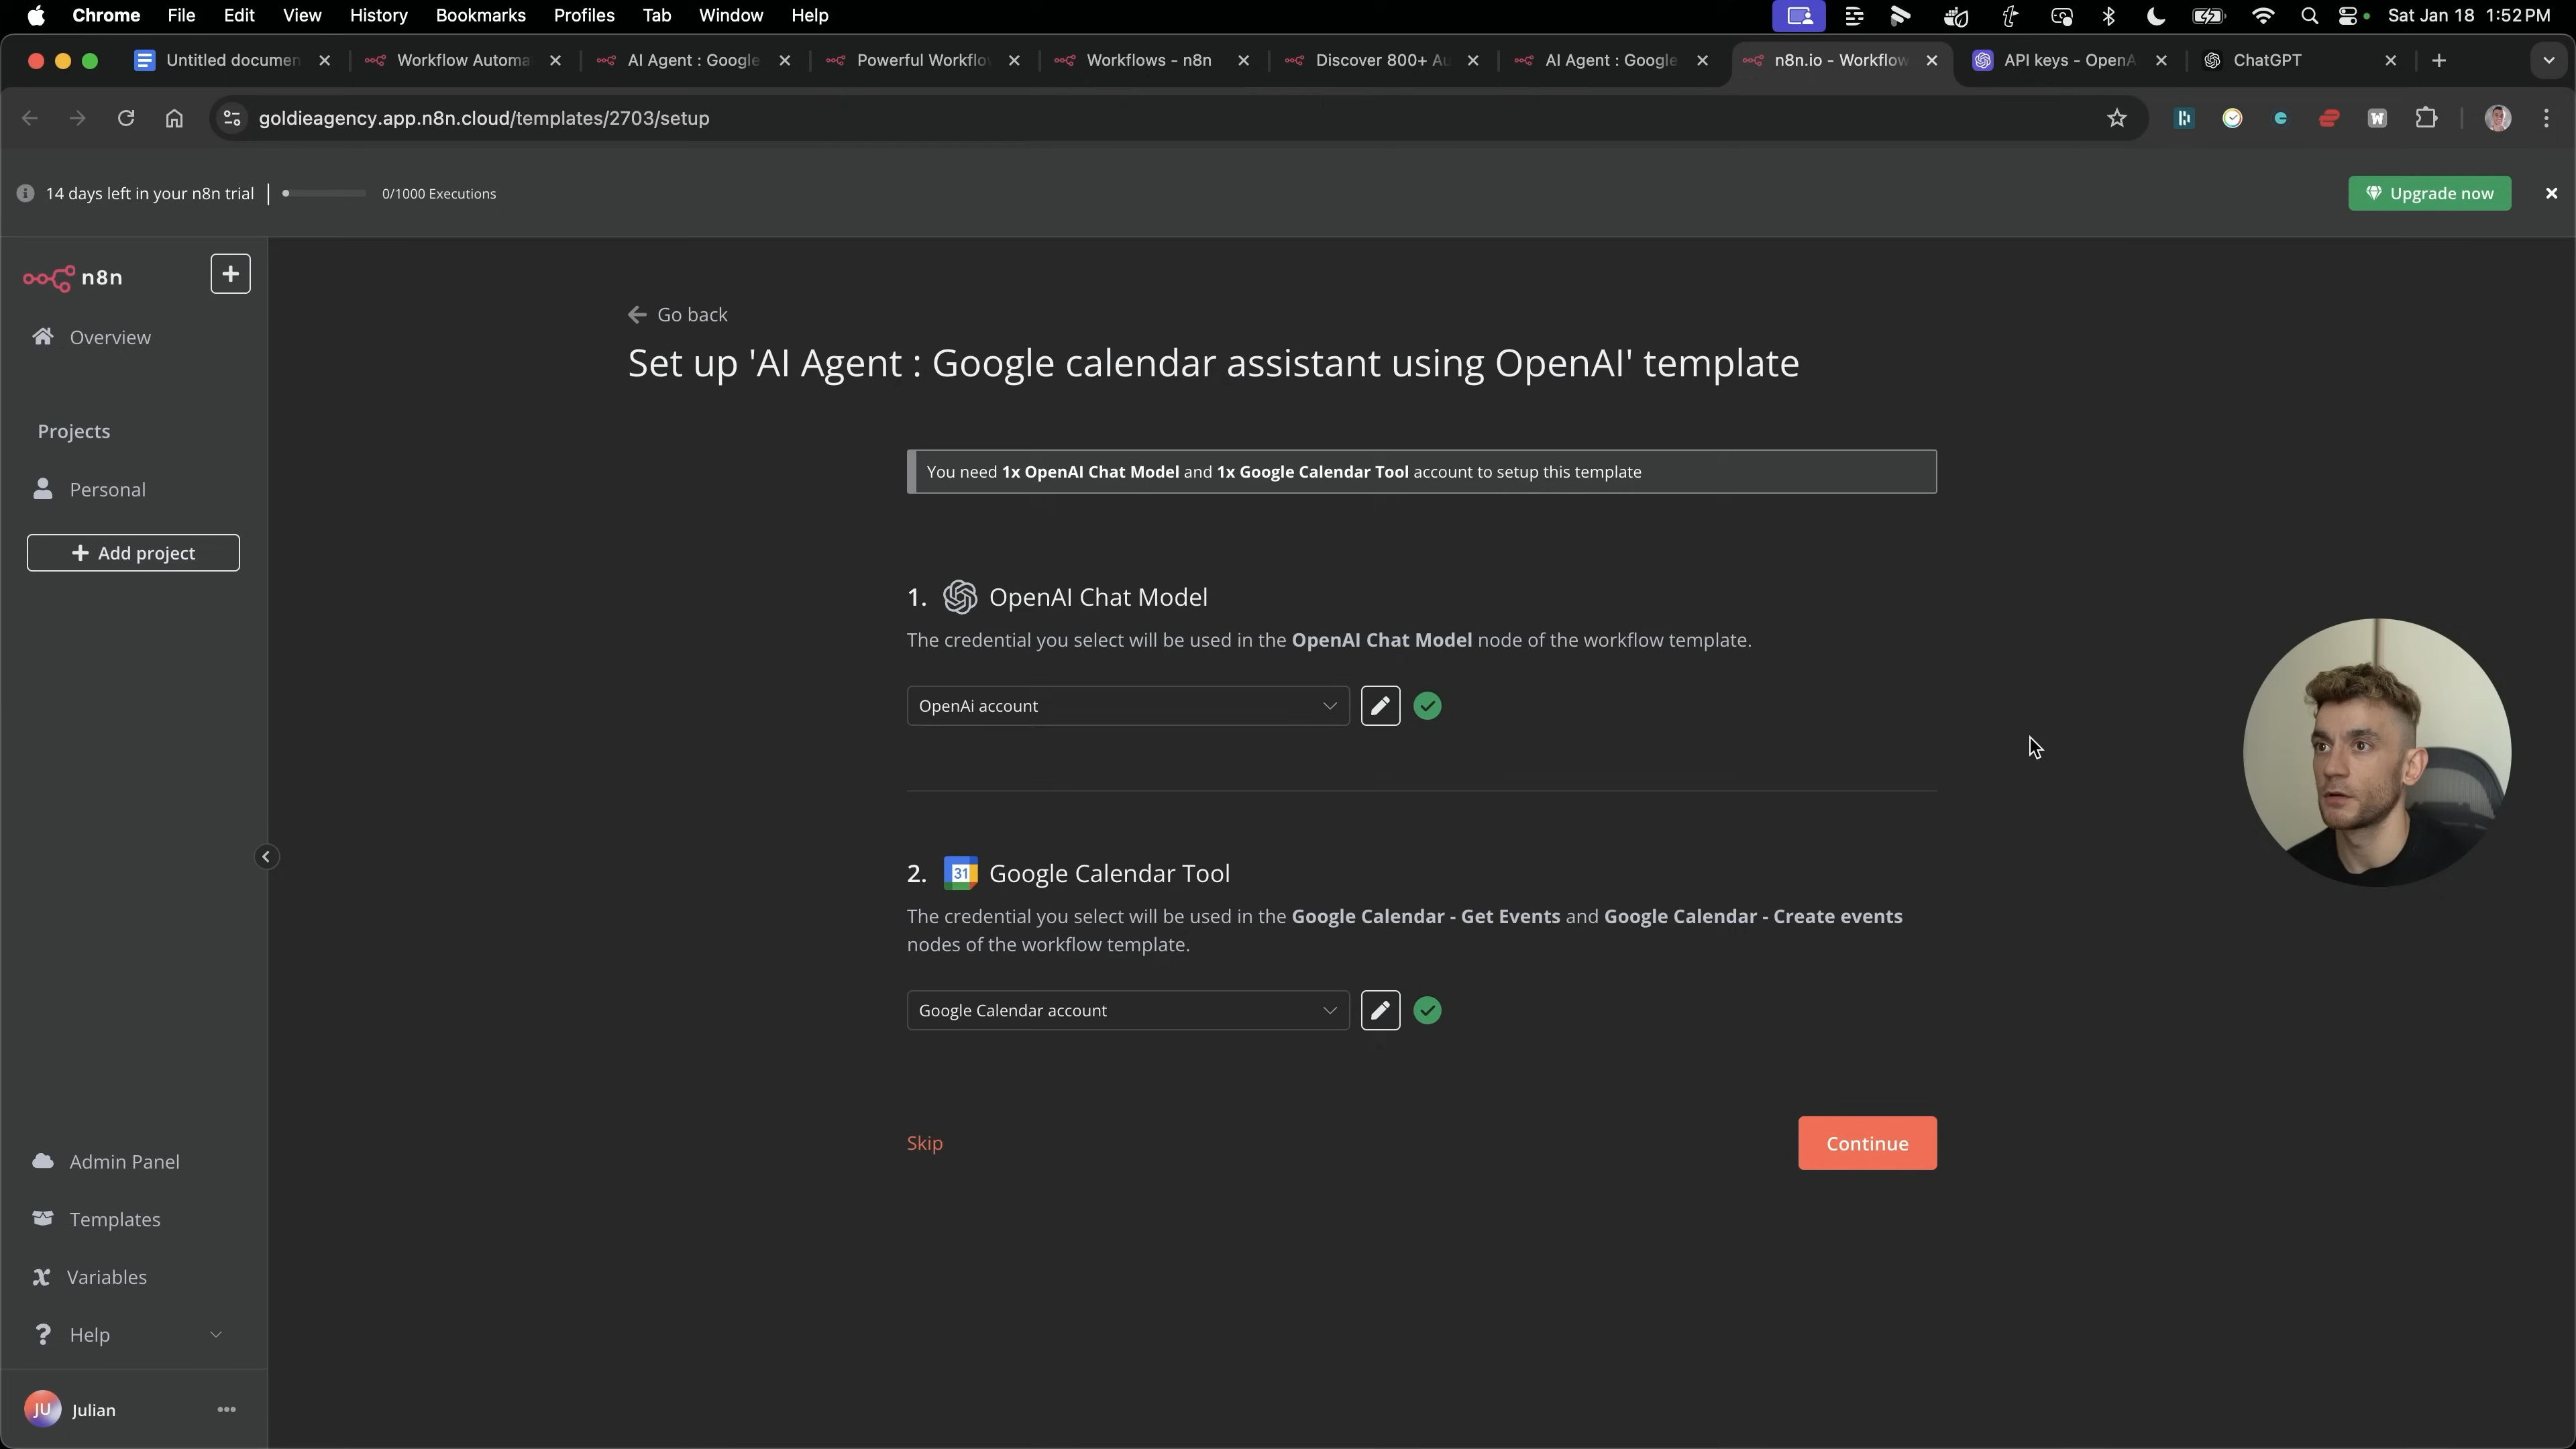 Chrome File Edit View History Bookmarks Profiles Tab Window Help Sat Jan 18 1:52 PM
Untitled documen Workflow Automa AI Agent : Google Powerful Workflo Workflows - n8n Discover 800+ Au AI Agent : Google n8n.io - Workflow API keys - OpenA ChatGPT
goldieagency.app.n8n.cloud/templates/2703/setup
14 days left in your n8n trial 0/1000 Executions Upgrade now
n8n
Overview
Projects
Personal
Add project
Admin Panel
Templates
Variables
Help
JU Julian
Go back
Set up 'AI Agent : Google calendar assistant using OpenAI' template
You need 1x OpenAI Chat Model and 1x Google Calendar Tool account to setup this template
1. OpenAI Chat Model
The credential you select will be used in the OpenAI Chat Model node of the workflow template.
OpenAi account
2. 31 Google Calendar Tool
The credential you select will be used in the Google Calendar - Get Events and Google Calendar - Create events
nodes of the workflow template.
Google Calendar account
Skip Continue